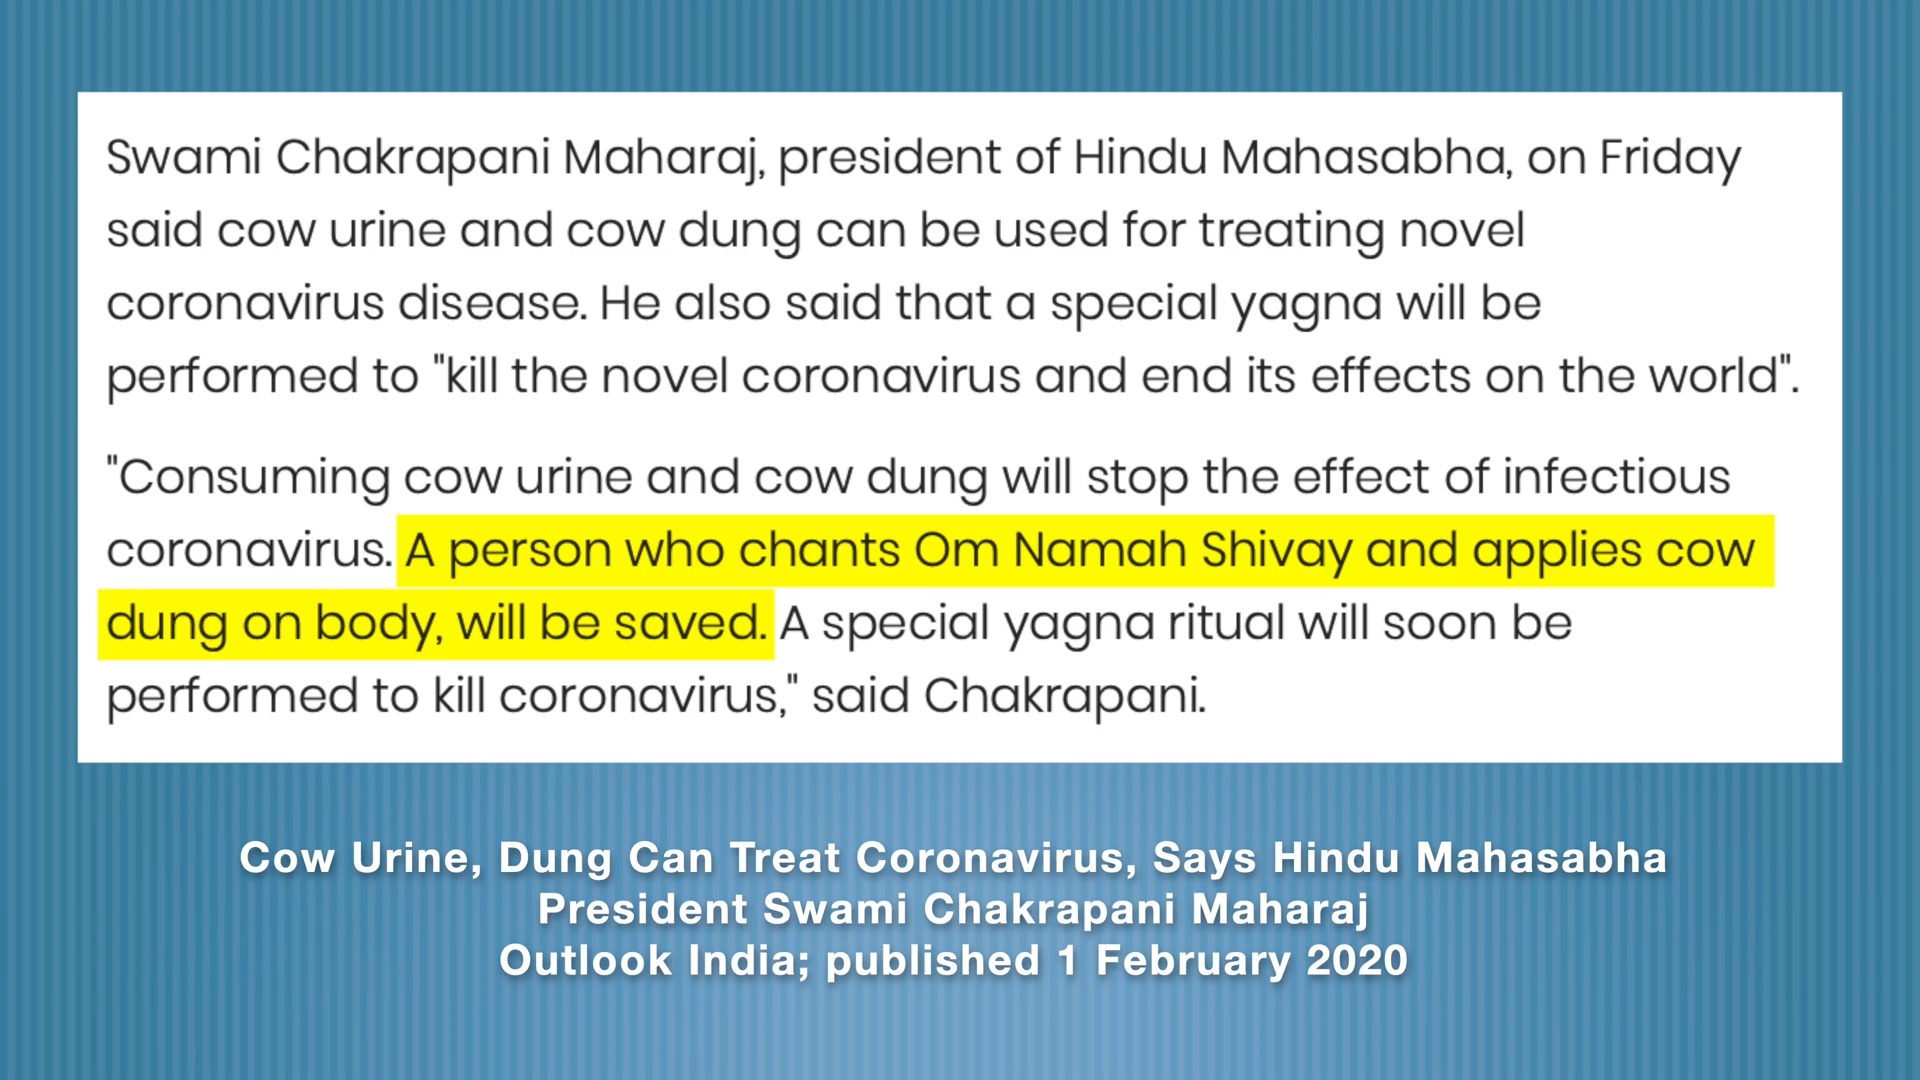 Swami Chakrapani Maharaj, president of Hindu Mahasabha, on Friday
said cow urine and cow dung can be used for treating novel
coronavirus disease. He also said that a special yagna will be
performed to "kill the novel coronavirus and end its effects on the world".
"Consuming cow urine and cow dung will stop the effect of infectious
coronavirus. A person who chants Om Namah Shivay and applies cow
dung on body, will be saved. A special yagna ritual will soon be
performed to kill coronavirus," said Chakrapani.
Cow Urine, Dung Can Treat Coronavirus, Says Hindu Mahasabha
President Swami Chakrapani Maharaj
Outlook India; published 1 February 2020